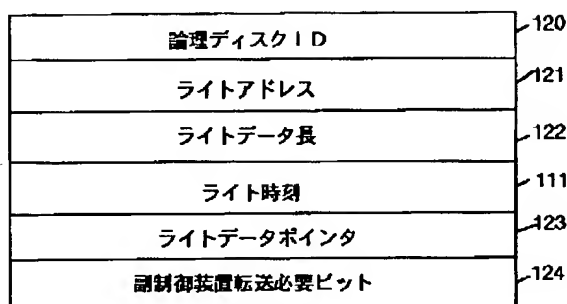 論理ディスクID 120
ライトアドレス 121
ライトデータ長 122
ライト時刻 111
ライトデータポインタ 123
副制御装置転送必要ビット 124